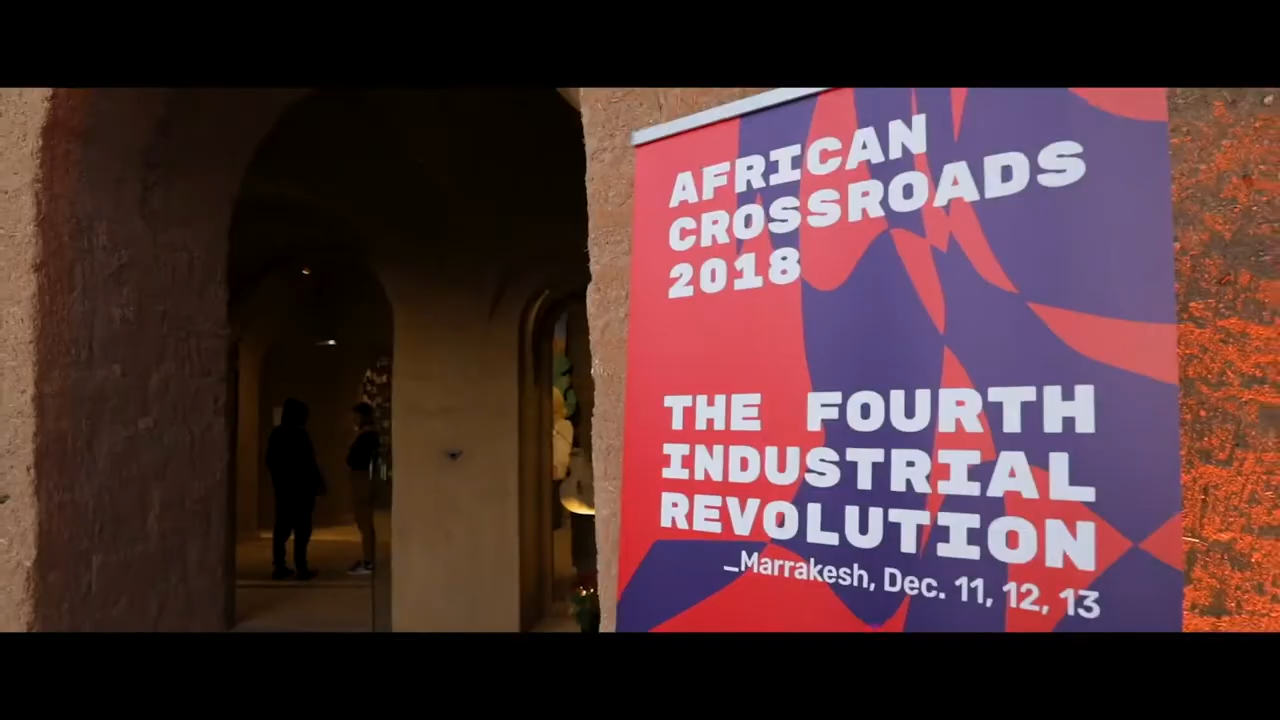 AFRICAN
CROSSROADS
2018
THE FOURTH
INDUSTRIAL
REVOLUTION
_Marrakesh, Dec. 11, 12, 13